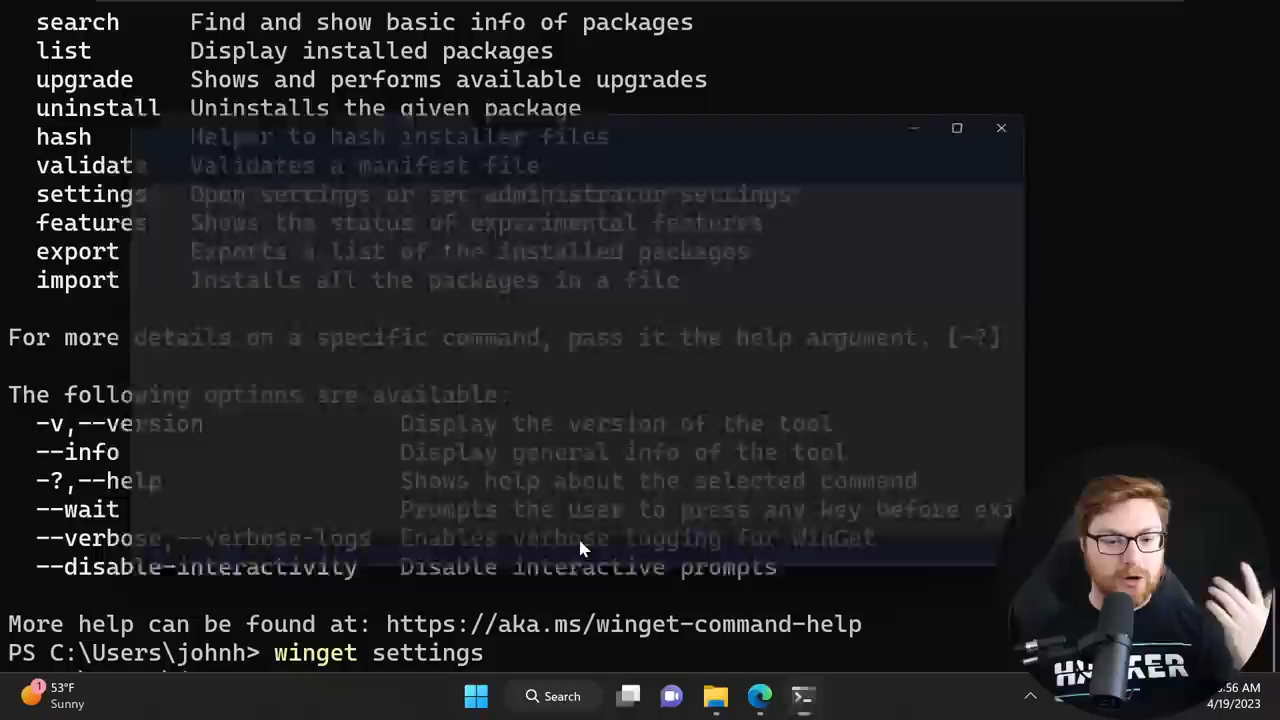 search Find and show basic info of packages
list Display installed packages
upgrade Shows and performs available upgrades
uninstall Uninstalls the given package
hash Helper to hash installer files
validate Validates a manifest file
settings Open settings or set administrator settings
features Shows the status of experimental features
export Exports a list of the installed packages
import Installs all the packages in a file
For more details on a specific command, pass it the help argument. [-?]
The following options are available:
-v,--version Display the version of the tool
--info Display general info of the tool
-?,--help Shows help about the selected command
--wait Prompts the user to press any key before exi
--verbose,--verbose-logs Enables verbose logging for WinGet
--disable-interactivity Disable interactive prompts
More help can be found at: https://aka.ms/winget-command-help
PS C:\Users\johnh> winget settings
1
53°F
Sunny
Search
:56 AM
4/19/2023